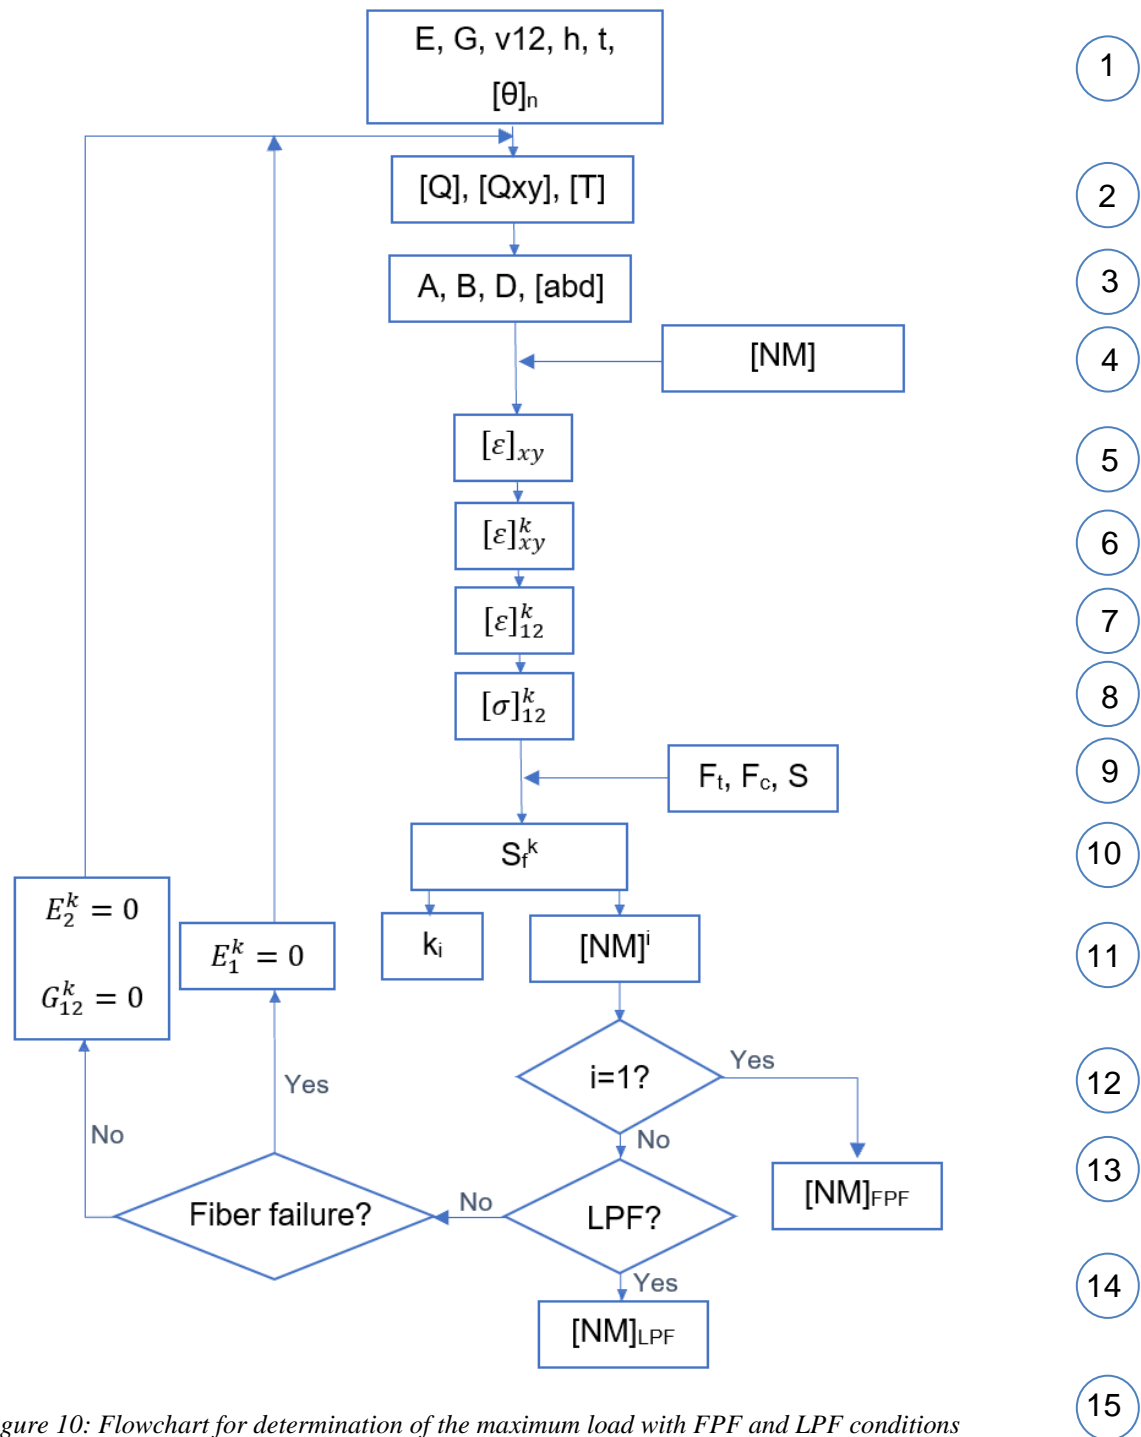 E, G, v12, h, t,
[θ]n
1
[Q], [Qxy], [T]
2
A, B, D, [abd]
3
[NM]
4
[ε]xy
5
[ε]kxy
6
[ε]k12
7
[σ]k12
8
Ft, Fc, S
9
Sfk
10
E2k = 0
G12k = 0
E1k = 0
ki
[NM]i
11
i=1?
Yes
12
Yes
No
No
13
[NM]FPF
Fiber failure?
No
LPF?
14
Yes
[NM]LPF
15
gure 10: Flowchart for determination of the maximum load with FPF and LPF conditions